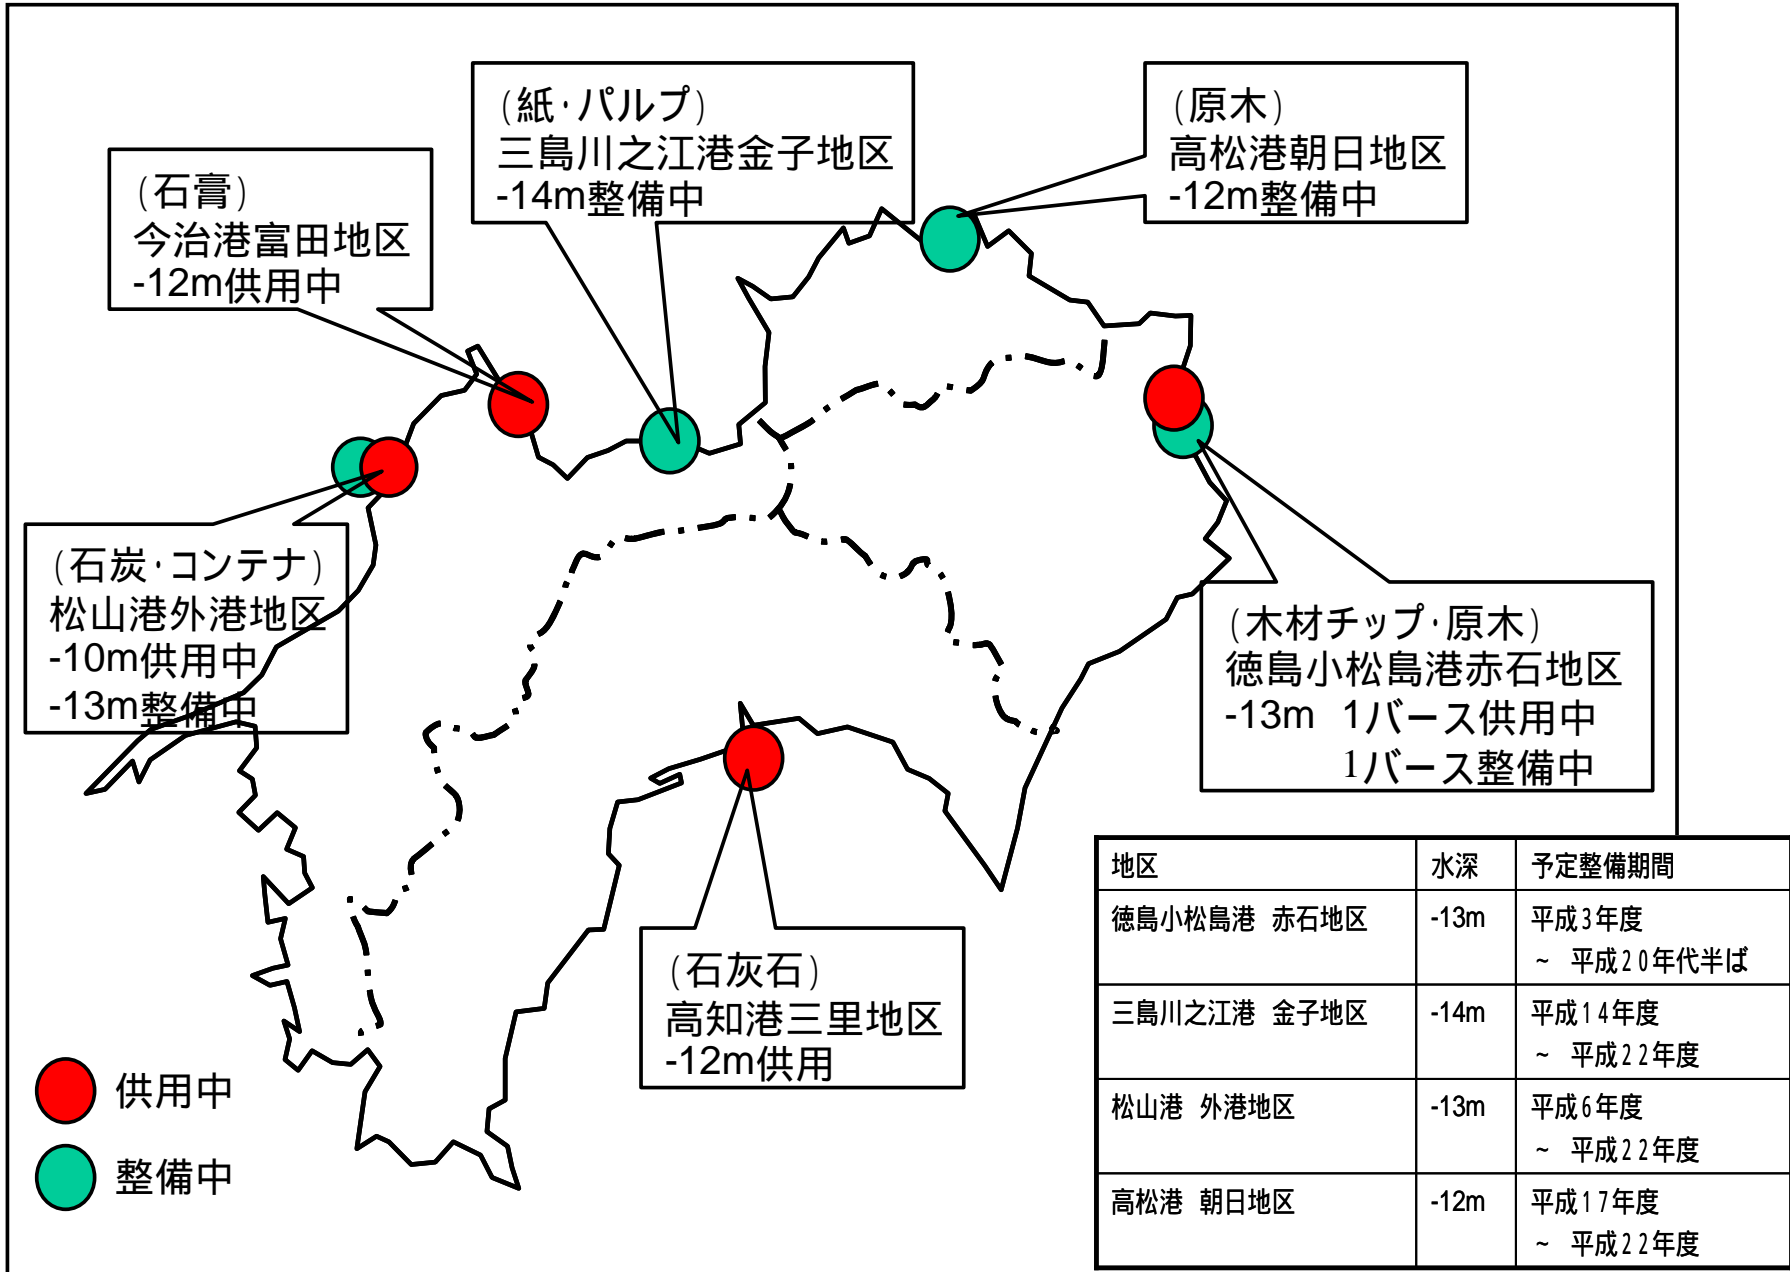 (紙・パルプ)
三島川之江港金子地区
-14m整備中
(原木)
高松港朝日地区
-12m整備中
(石膏)
今治港富田地区
-12m供用中
(石炭・コンテナ)
松山港外港地区
-10m供用中
-13m整備中
(木材チップ・原木)
徳島小松島港赤石地区
-13m 1バース供用中
1バース整備中
(石灰石)
高知港三里地区
-12m供用
供用中
整備中
地区 水深 予定整備期間
徳島小松島港 赤石地区 -13m 平成3年度
~ 平成20年代半ば
三島川之江港 金子地区 -14m 平成14年度
~ 平成22年度
松山港 外港地区 -13m 平成6年度
~ 平成22年度
高松港 朝日地区 -12m 平成17年度
~ 平成22年度